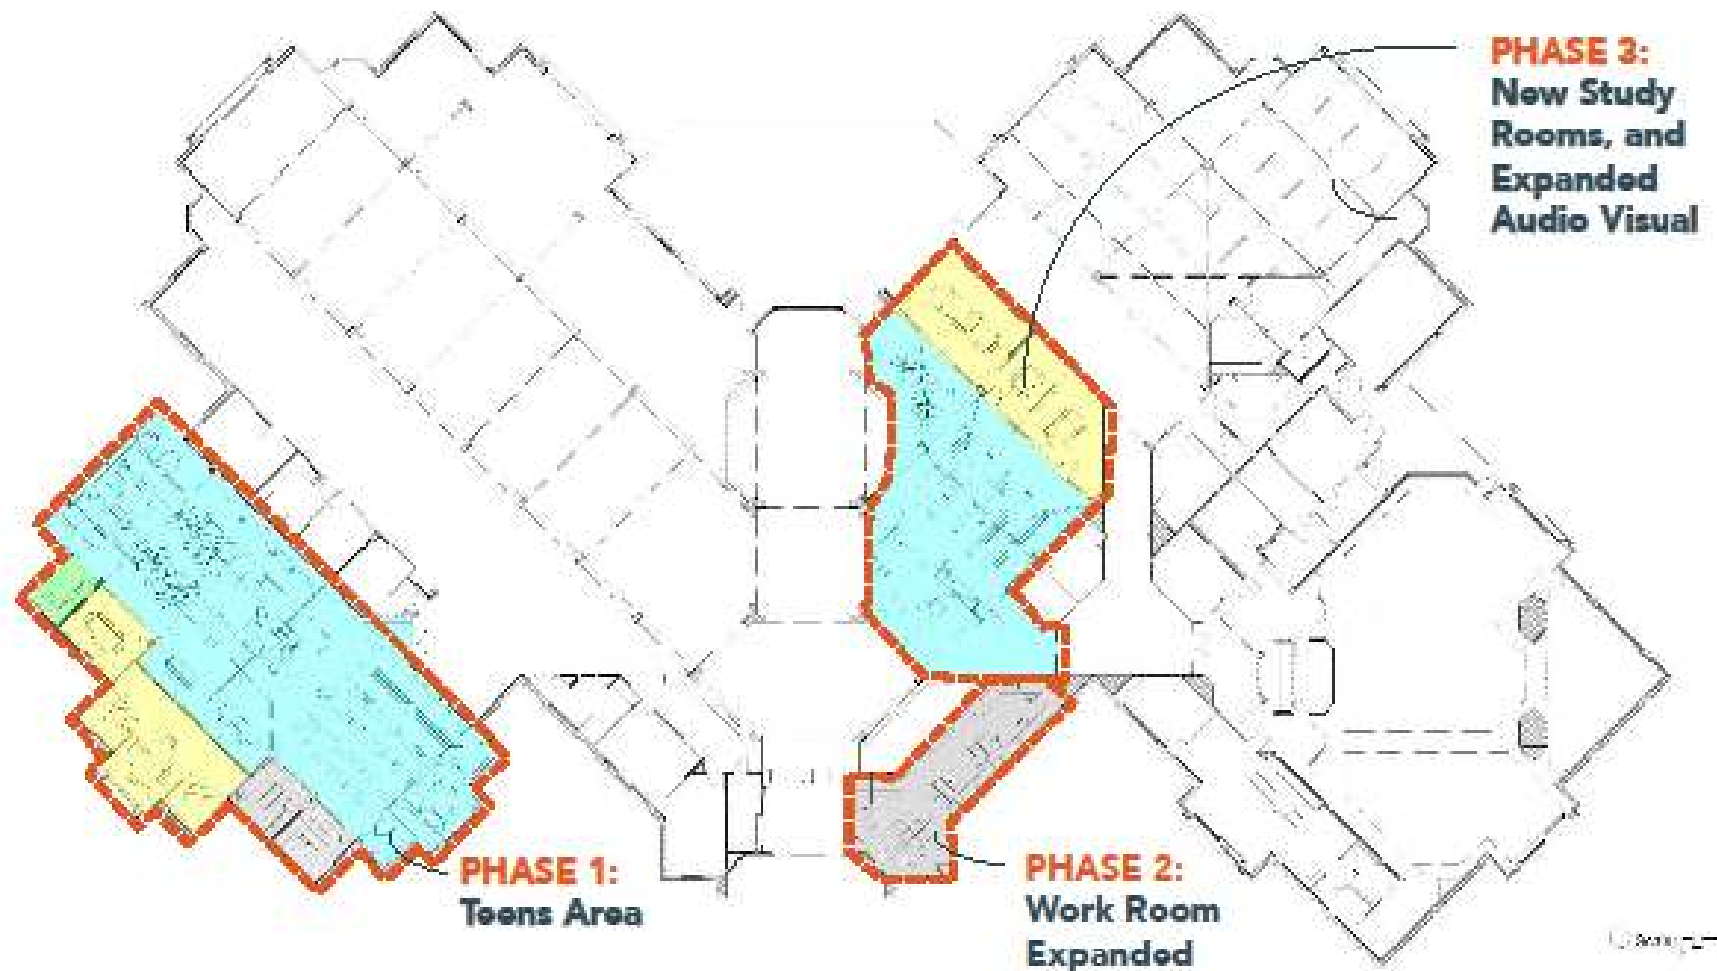 PHASE 3:
New Study
Rooms, and
Expanded
Audio Visual
PHASE 1:
Teens Area
PHASE 2:
Work Room
Expanded